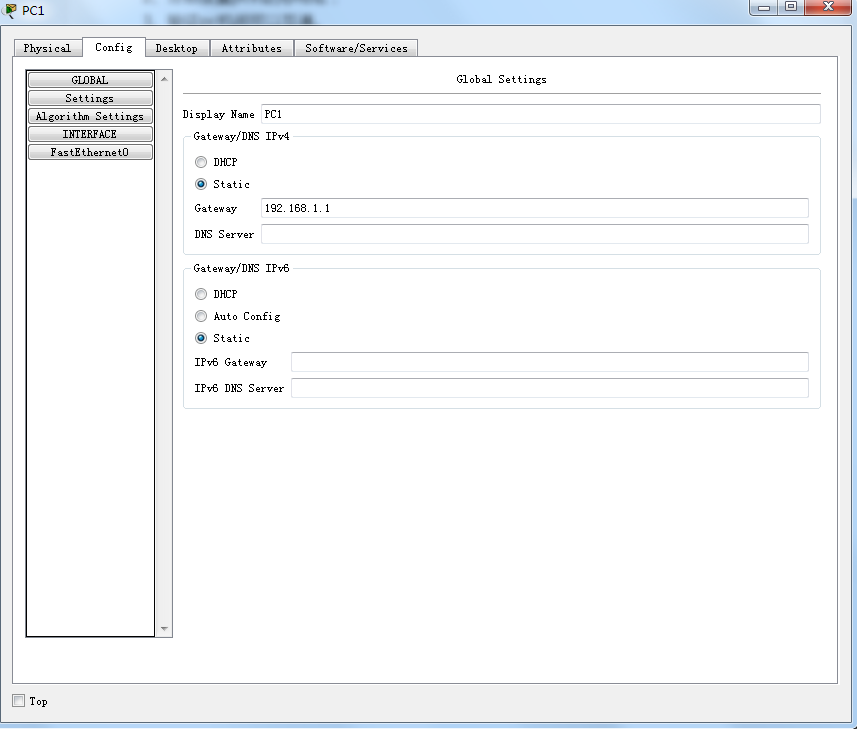 PC1
Physical Config Desktop Attributes Software/Services
GLOBAL
Settings
Algorithm Settings
INTERFACE
FastEthernet0
Global Settings
Display Name PC1
Gateway/DNS IPv4
DHCP
Static
Gateway 192.168.1.1
DNS Server
Gateway/DNS IPv6
DHCP
Auto Config
Static
IPv6 Gateway
IPv6 DNS Server
Top